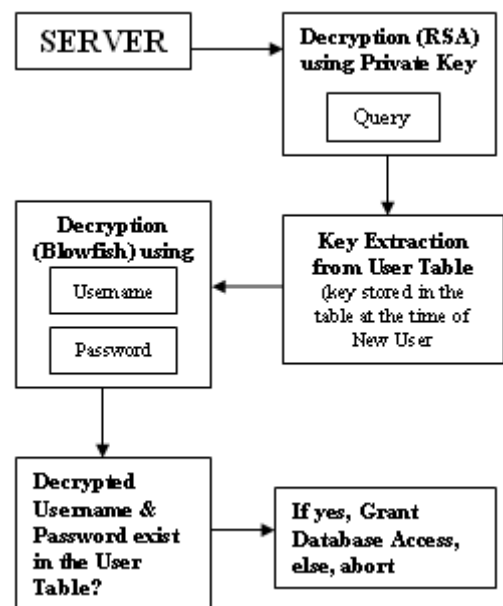 SERVER
Decryption (RSA)
using Private Key
Query
Key Extraction
from User Table
(key stored in the
table at the time of
New User
Decryption
(Blowfish) using
Username
Password
Decrypted
Username &
Password exist
in the User
Table?
If yes, Grant
Database Access,
else, abort